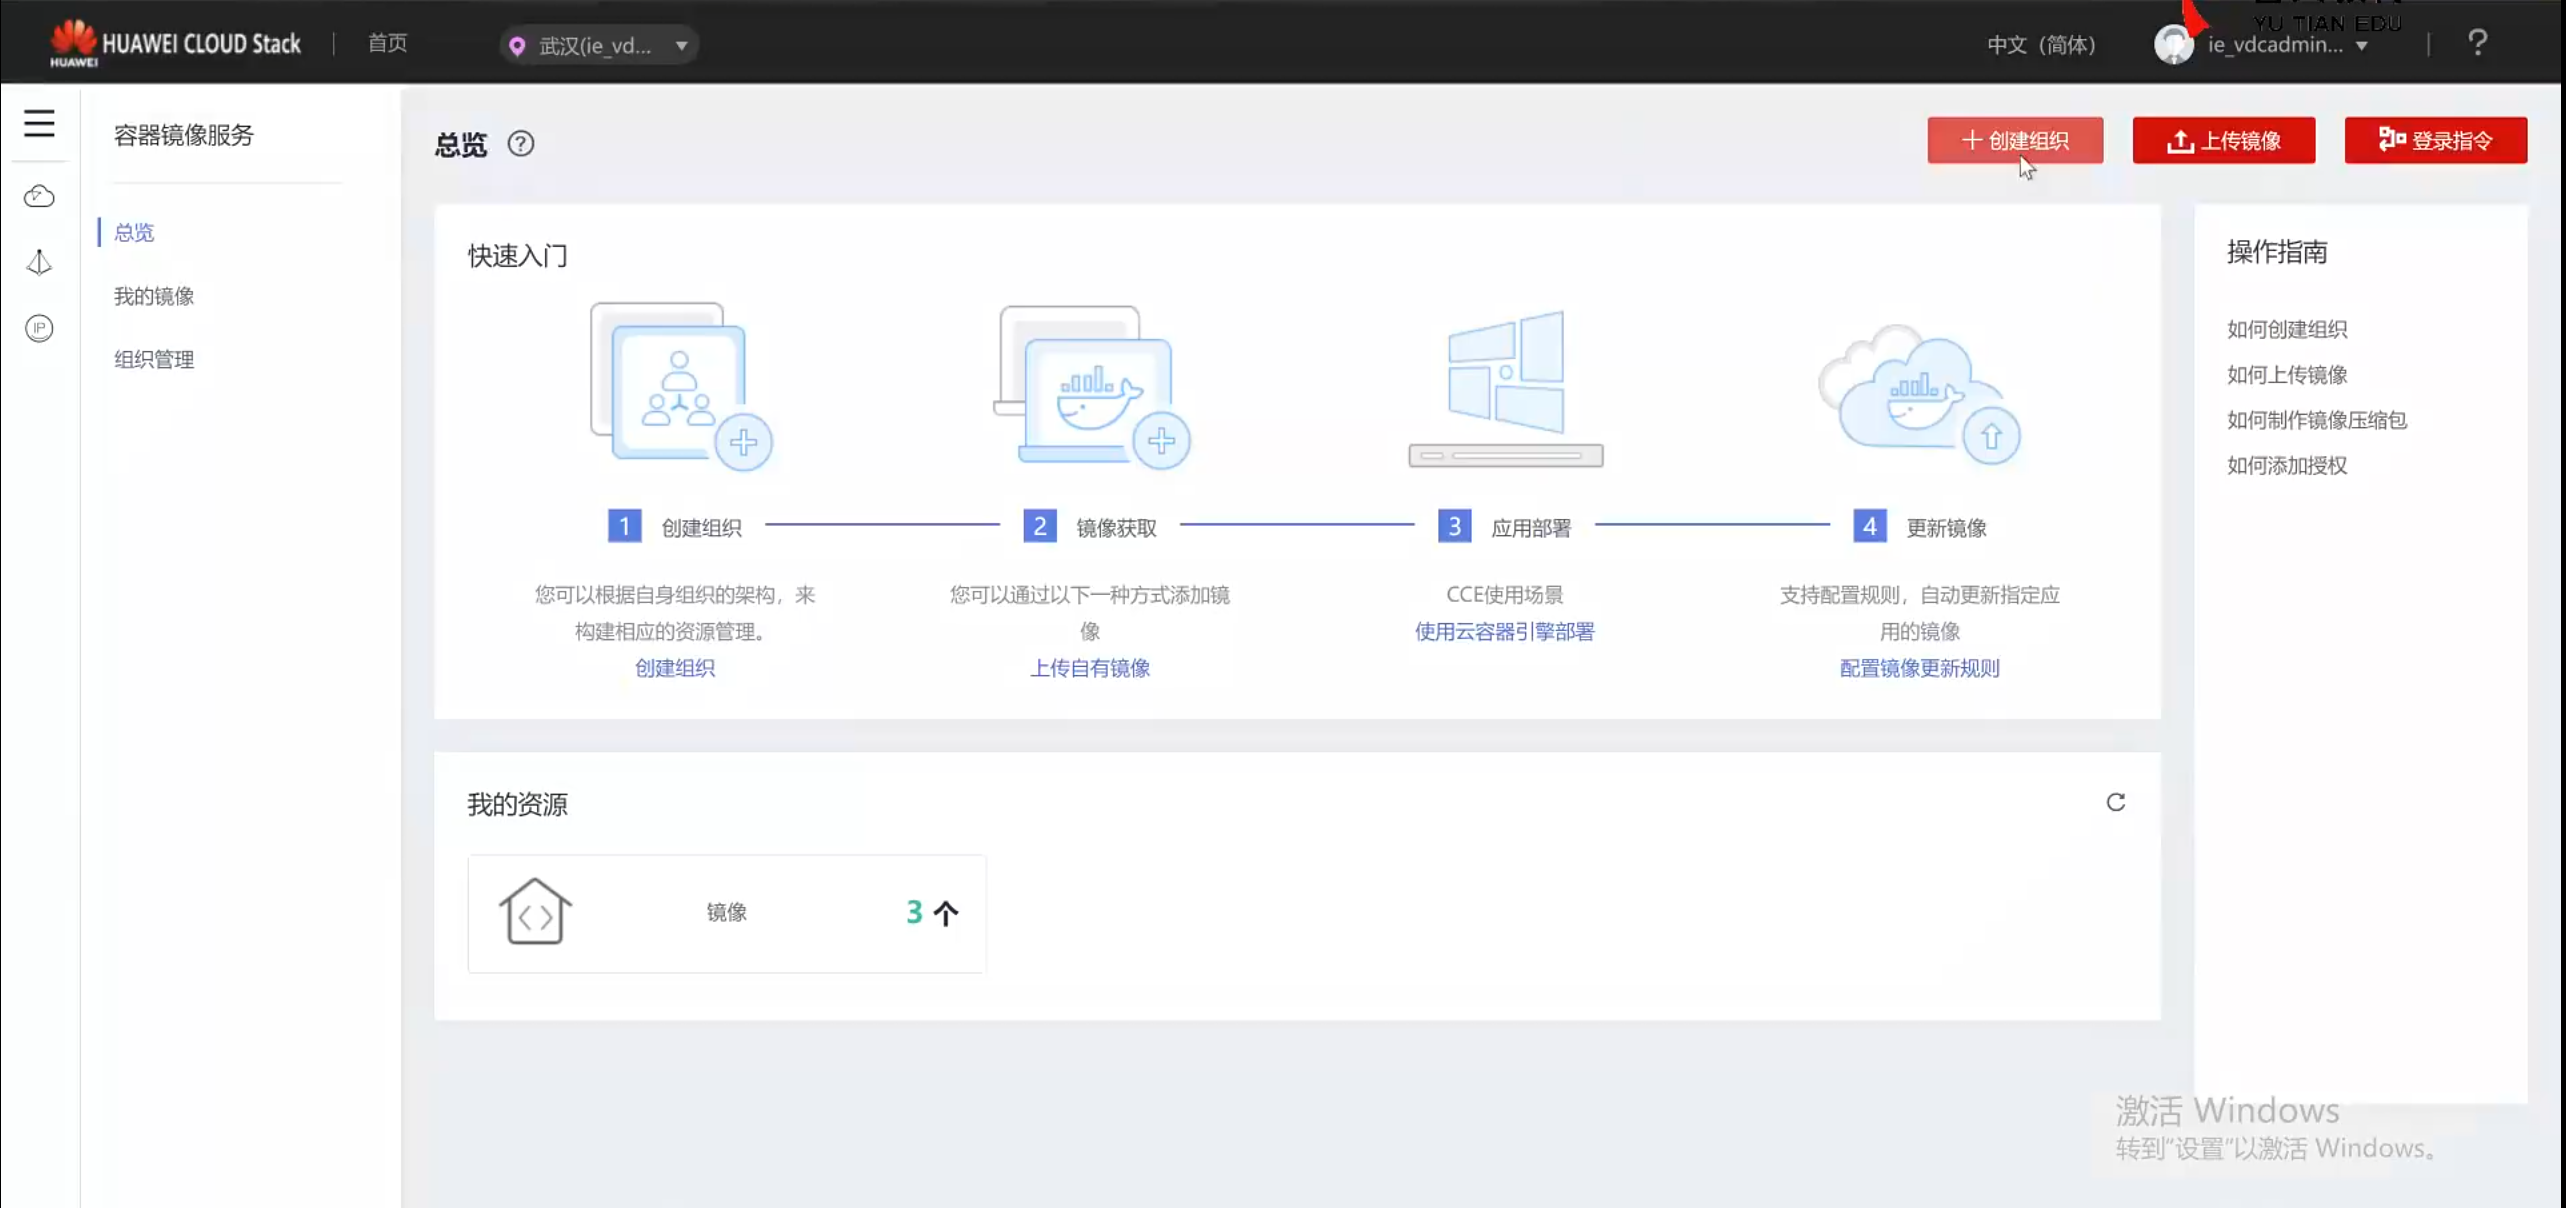 HUAWEI
HUAWEI CLOUD Stack
首页
武汉(ie_vd...
中文 (简体)
YU TIAN EDU
ie_vdcadmin...
?
容器镜像服务
总览
我的镜像
组织管理
IP
总览 ?
创建组织
上传镜像
登录指令
快速入门
1 创建组织
2 镜像获取
3 应用部署
4 更新镜像
您可以根据自身组织的架构，来
构建相应的资源管理。
创建组织
您可以通过以下一种方式添加镜
像
上传自有镜像
CCE使用场景
使用云容器引擎部署
支持配置规则，自动更新指定应
用的镜像
配置镜像更新规则
操作指南
如何创建组织
如何上传镜像
如何制作镜像压缩包
如何添加授权
我的资源
镜像
3 个
激活 Windows
转到“设置”以激活 Windows。